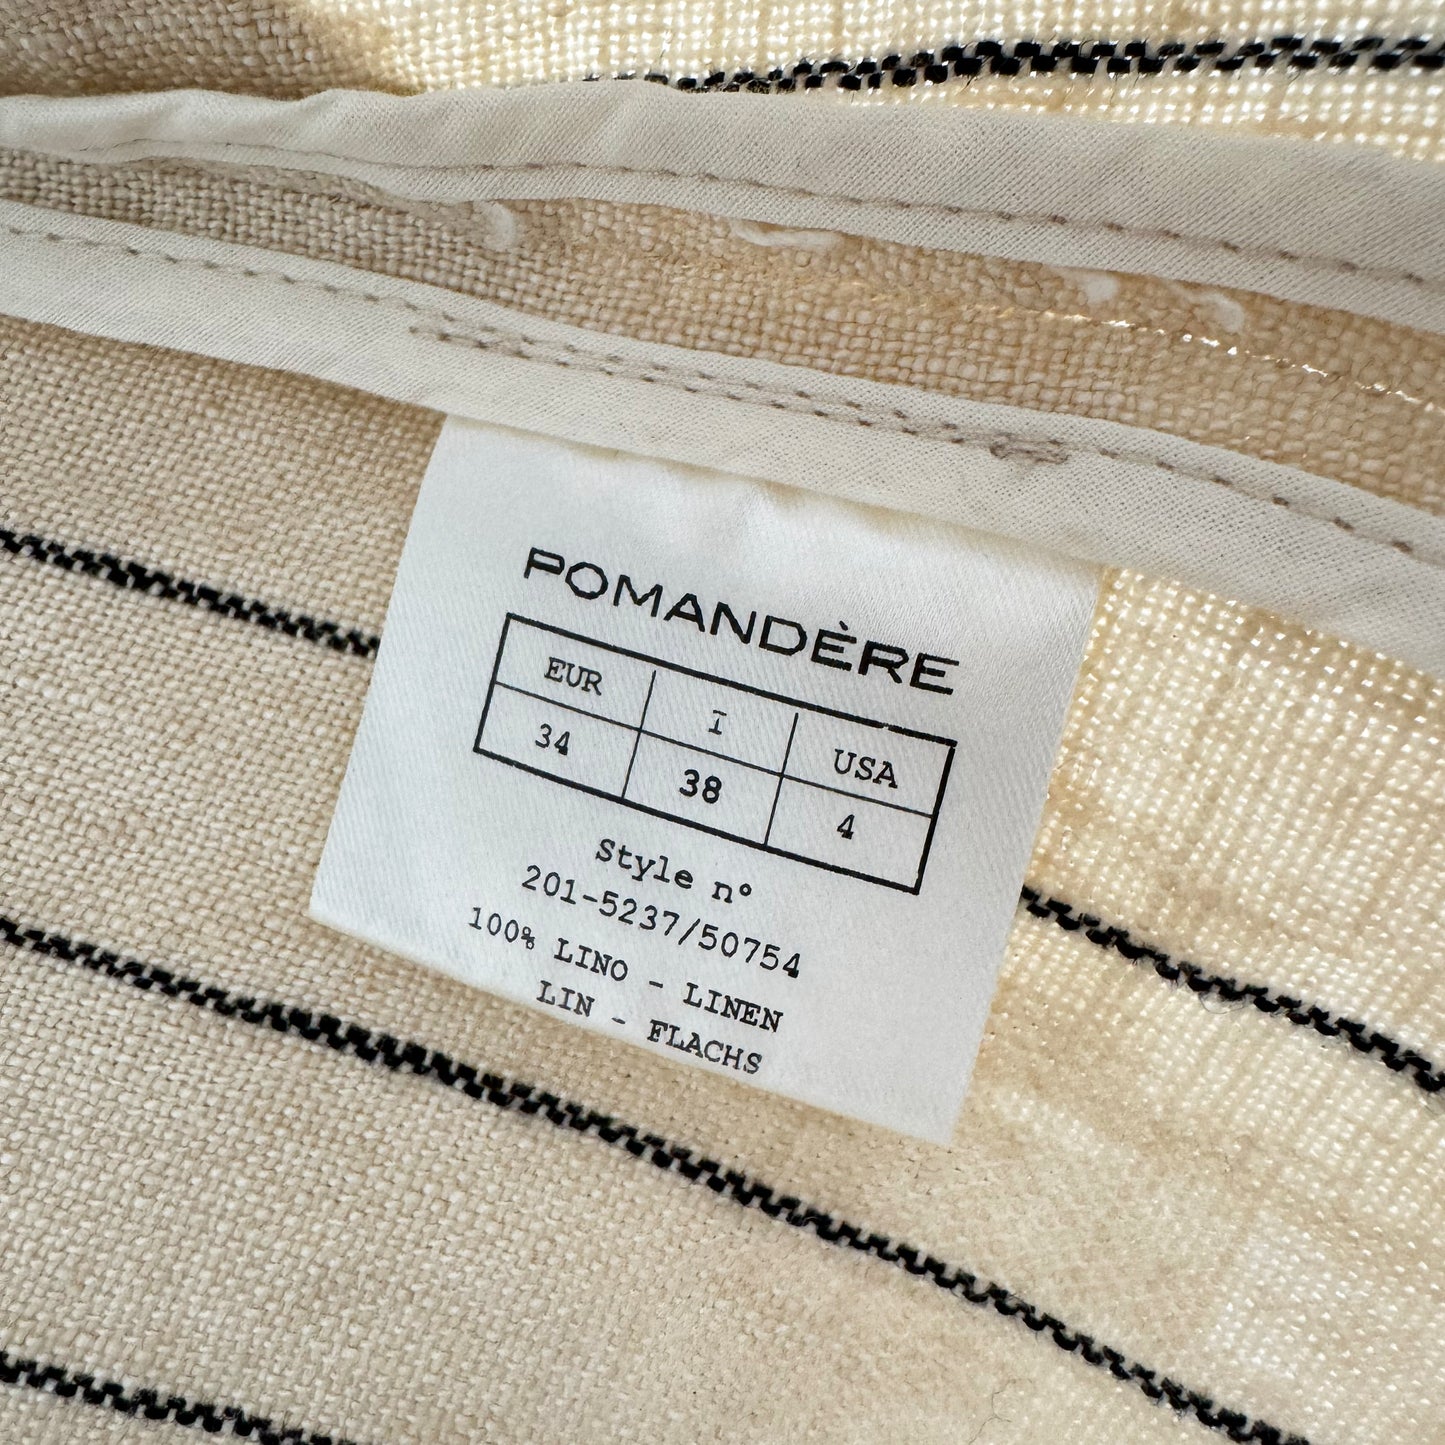 POMANDÈRE
EUR I USA
34 38 4
Style n°
201-5237/50754
100% LINO - LINEN
LIN - FLACHS